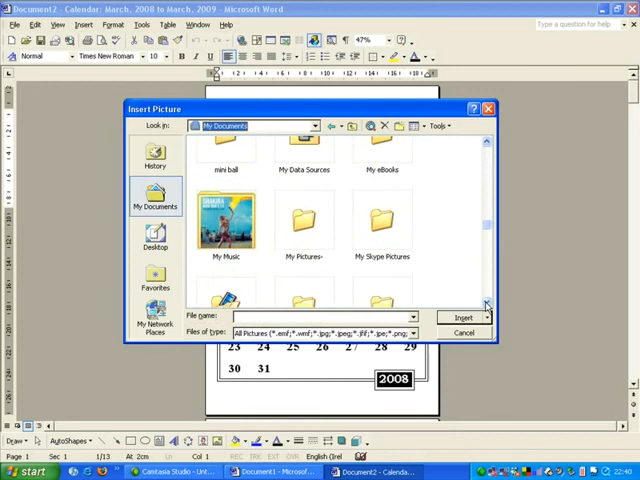 Document2 - Calendar: March, 2008 to March, 2009 - Microsoft Word
File Edit View Insert Format Tools Table Window Help
Type a question for help
47%
Normal Times New Roman 10 B I U
Insert Picture
Look in: My Documents Tools
History
My Documents
Desktop
Favorites
My Network Places
mini ball My Data Sources My eBooks
My Music My Pictures- My Skype Pictures
File name: Insert
Files of type: All Pictures (*.emf;*.wmf;*.jpg;*.jpeg;*.jfif;*.jpe;*.png; Cancel
23 24 25 26 27 28 29
30 31
2008
Draw AutoShapes
Page 1 Sec 1 1/13 At 2cm Col 1 English (Irel
start Camtasia Studio - Unt... Document1 - Microsof... Document2 - Calenda... 22:40